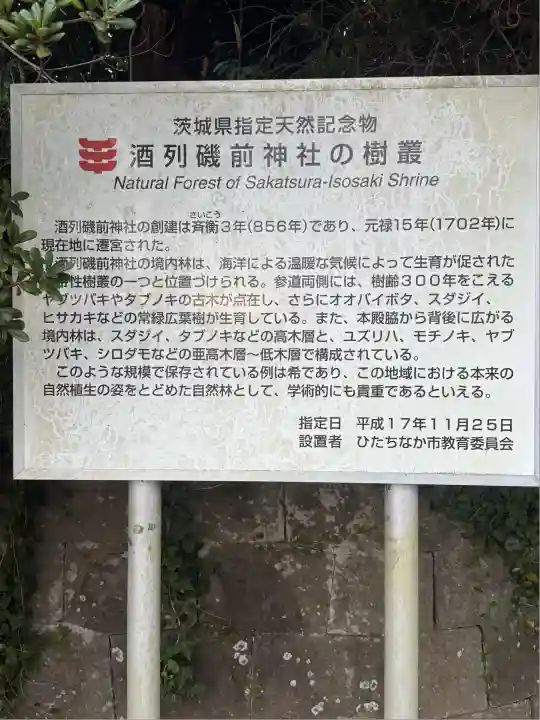 茨城県指定天然記念物
酒列磯前神社の樹叢
Natural Forest of Sakatsura-Isosaki Shrine
さいこう
酒列磯前神社の創建は斉衡3年(856年)であり、元禄15年(1702年)に
現在地に遷宮された。
酒列磯前神社の境内林は、海洋による温暖な気候によって生育が促された
性樹叢の一つと位置づけられる。参道両側には、樹齢300年をこえる
ヤブツバキやタブノキの古木が点在し、さらにオオバイボタ、スダジイ、
ヒサカキなどの常緑広葉樹が生育している。また、本殿脇から背後に広がる
境内林は、スダジイ、タブノキなどの高木層と、ユズリハ、モチノキ、ヤブ
ツバキ、シロダモなどの亜高木層～低木層で構成されている。
このような規模で保存されている例は希であり、この地域における本来の
自然植生の姿をとどめた自然林として、学術的にも貴重であるといえる。
指定日 平成17年11月25日
設置者 ひたちなか市教育委員会